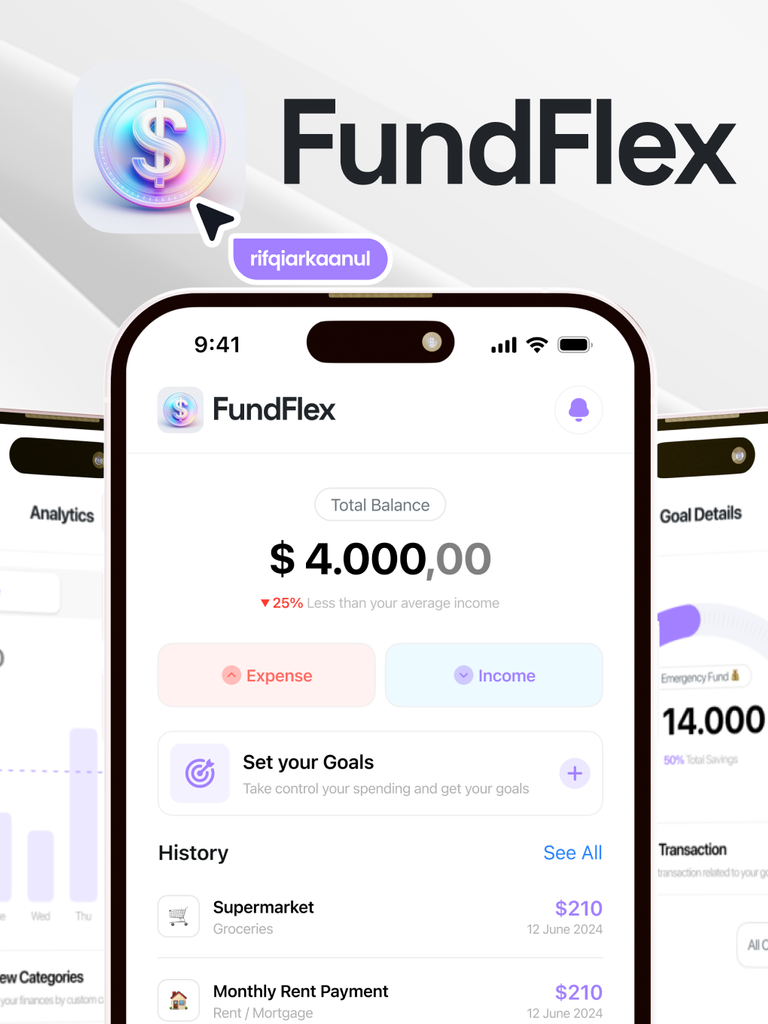 FundFlex
rifqiarkaanul
9:41
FundFlex
Total Balance
$ 4.000,00
25% Less than your average income
Expense
Income
Set your Goals
Take control your spending and get your goals
History
See All
Supermarket
$210
Groceries
12 June 2024
Monthly Rent Payment
$210
Rent / Mortgage
12 June 2024
Analytics
Wed
Thu
Categories
your finances by custom
Goal Details
Emergency Fund
14.000
50% Total Savings
Transaction
transaction related to your
All